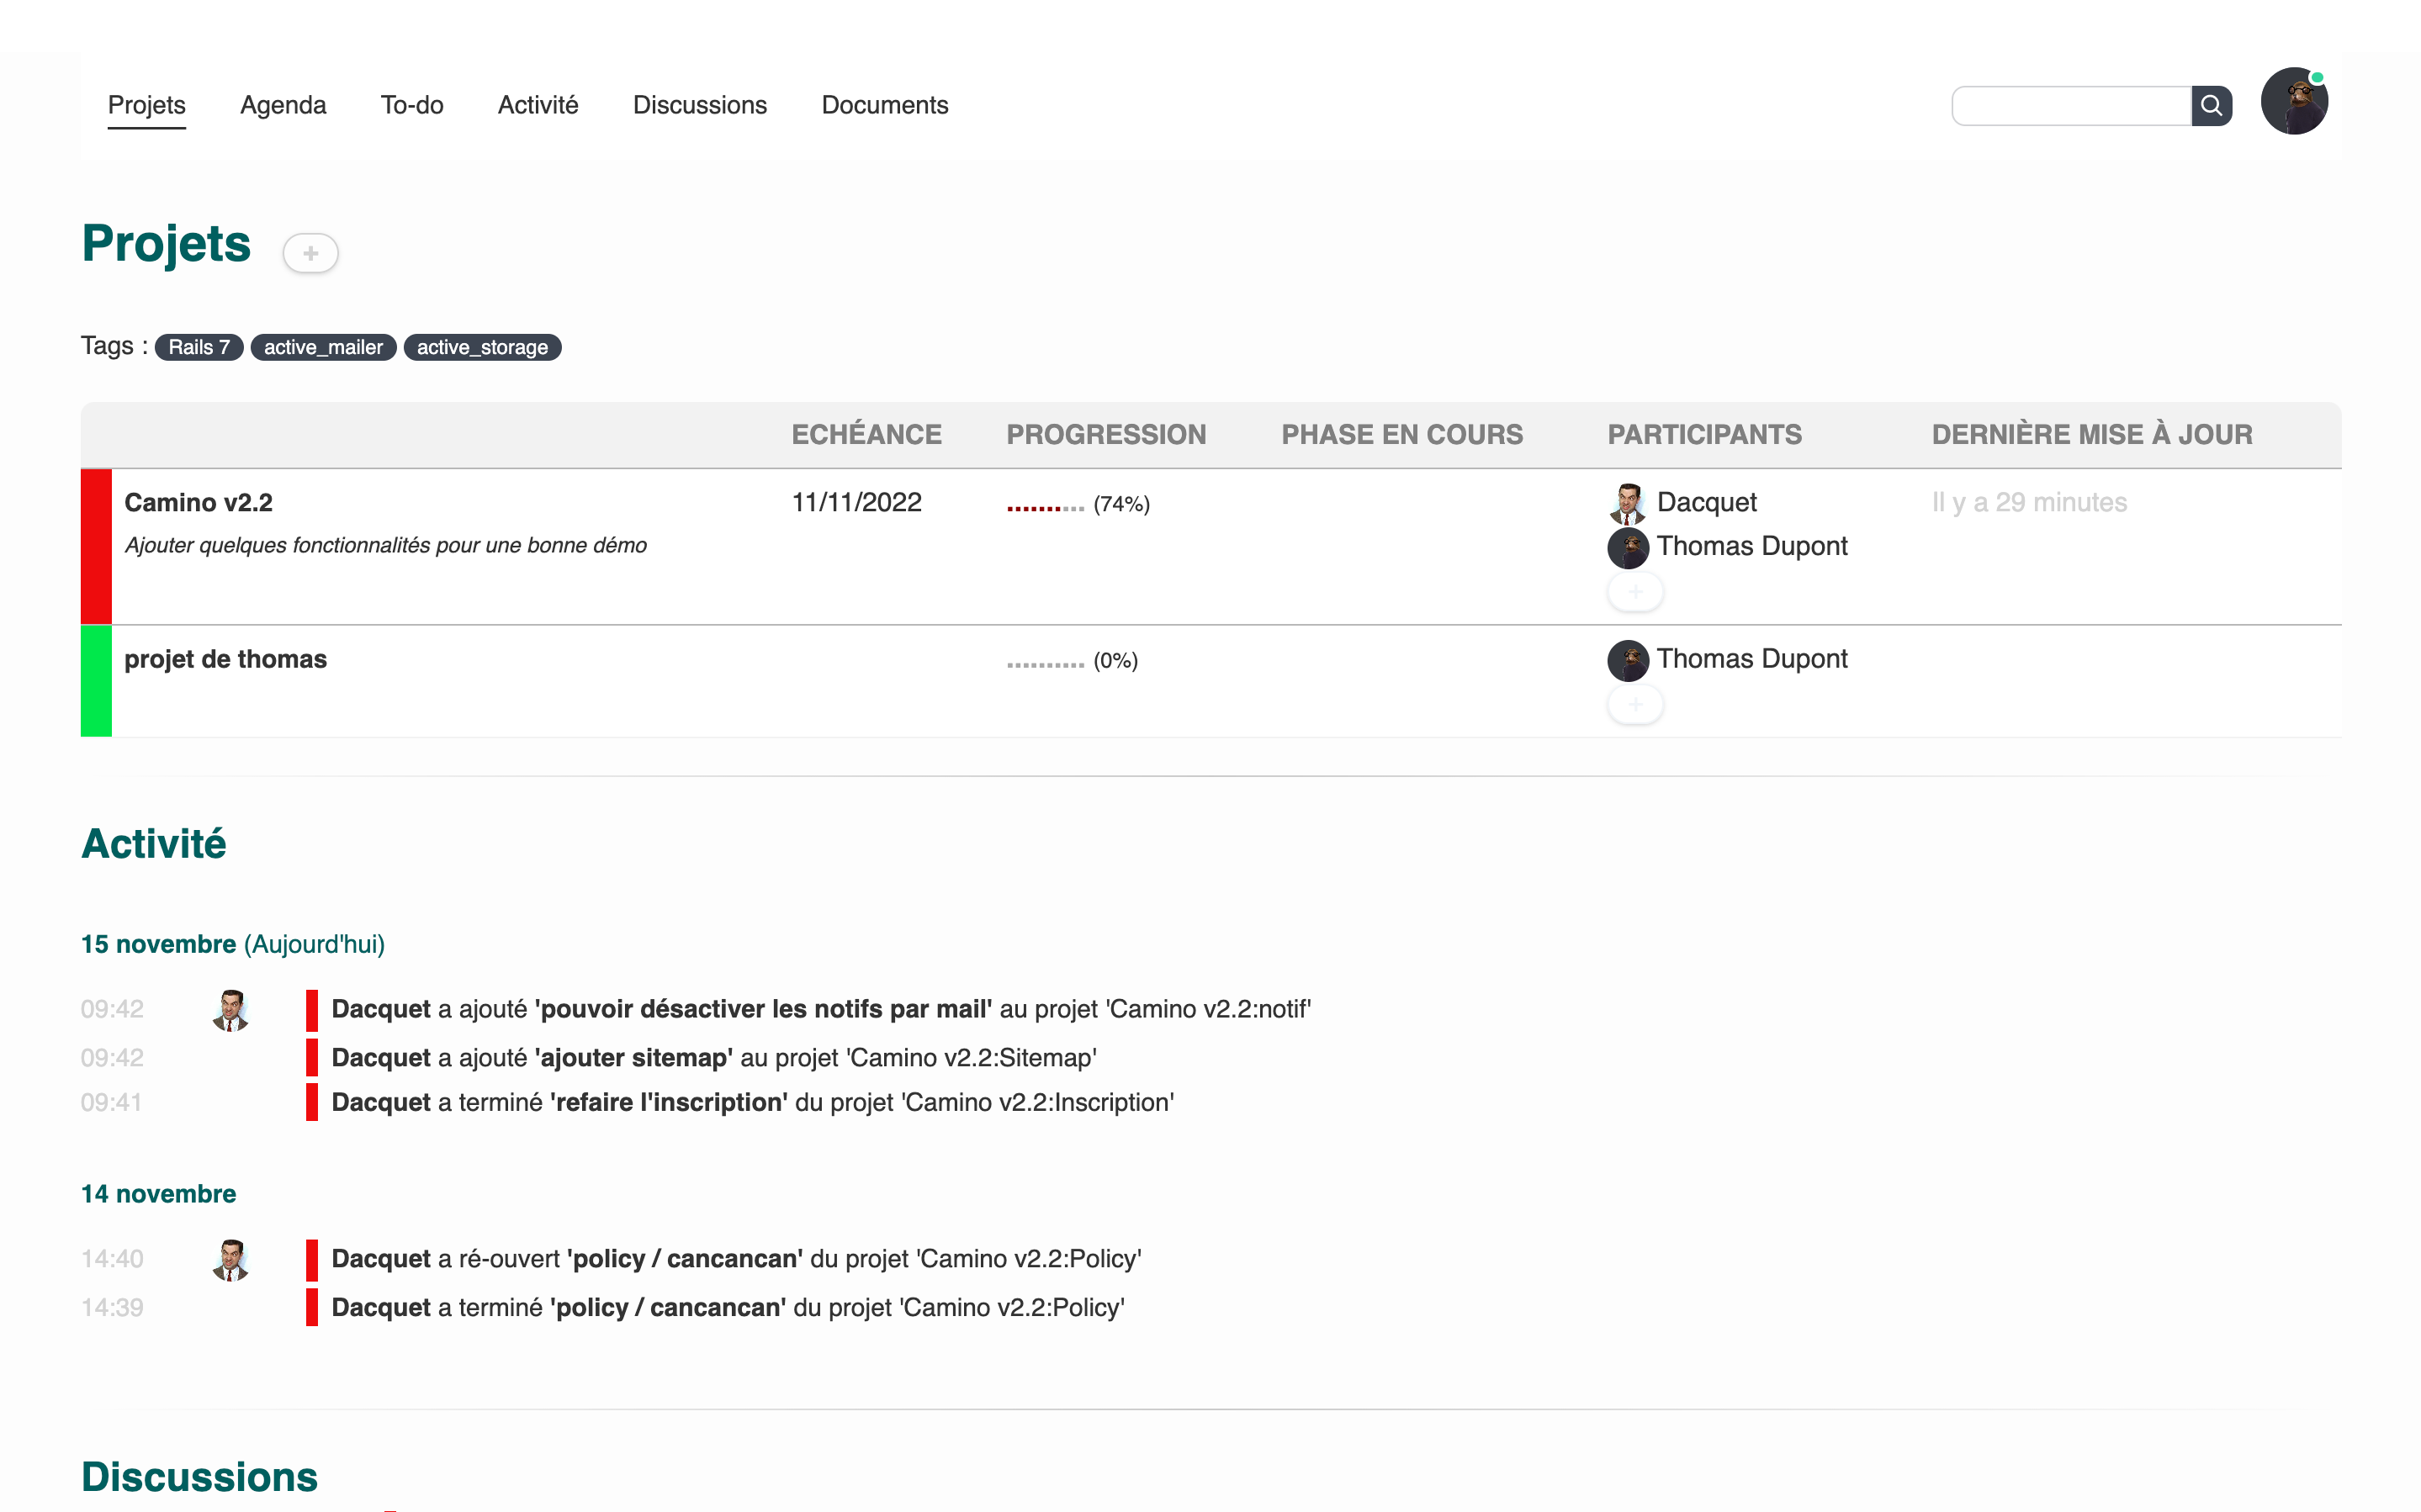 Projets Agenda To-do Activité Discussions Documents
Projets
Tags : Rails 7 active_mailer active_storage
ECHÉANCE PROGRESSION PHASE EN COURS PARTICIPANTS DERNIÈRE MISE À JOUR
Camino v2.2 11/11/2022 (74%) Dacquet Il y a 29 minutes
Ajouter quelques fonctionnalités pour une bonne démo Thomas Dupont
+
projet de thomas (0%) Thomas Dupont
+
Activité
15 novembre (Aujourd'hui)
09:42 Dacquet a ajouté 'pouvoir désactiver les notifs par mail' au projet 'Camino v2.2:notif'
09:42 Dacquet a ajouté 'ajouter sitemap' au projet 'Camino v2.2:Sitemap'
09:41 Dacquet a terminé 'refaire l'inscription' du projet 'Camino v2.2:Inscription'
14 novembre
14:40 Dacquet a ré-ouvert 'policy / cancancan' du projet 'Camino v2.2:Policy'
14:39 Dacquet a terminé 'policy / cancancan' du projet 'Camino v2.2:Policy'
Discussions